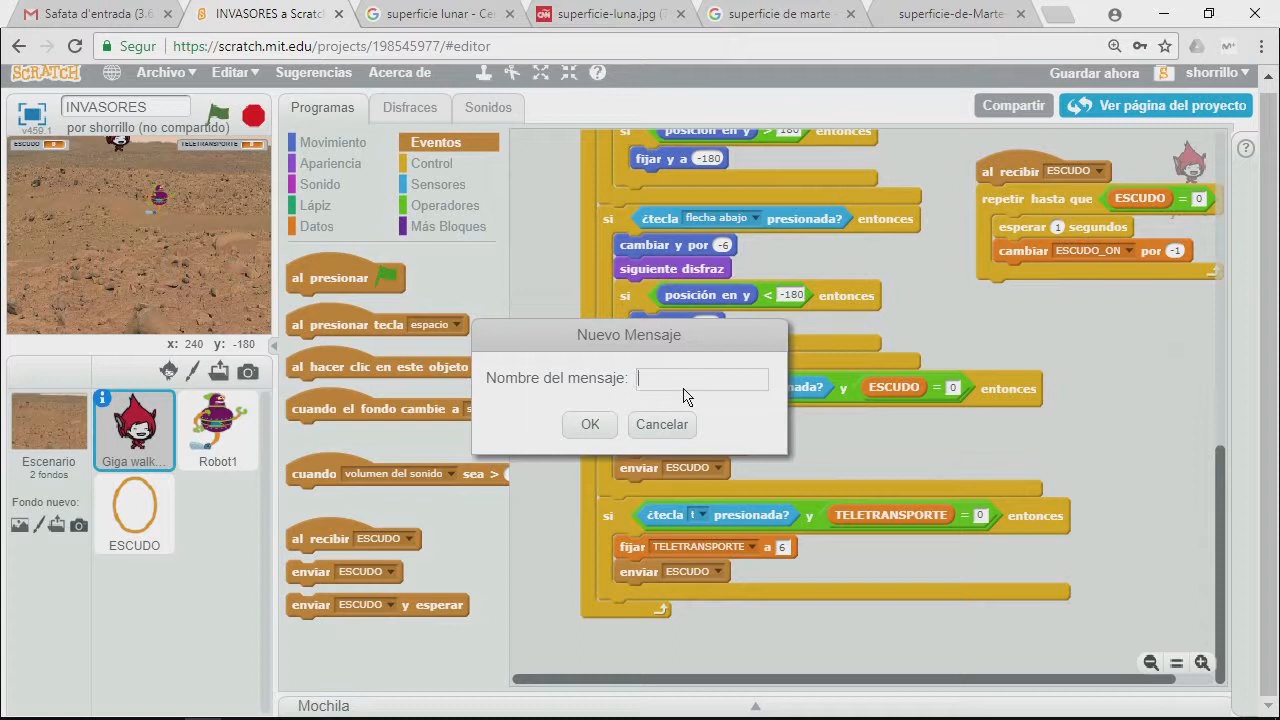 Safata d'entrada (3.6
INVASORES a Scratch
superficie lunar - Ce
superficie-luna.jpg (7
superficie de marte -
superficie-de-Marte
Segur
https://scratch.mit.edu/projects/198545977/#editor
SCRATCH
Archivo
Editar
Sugerencias
Acerca de
Guardar ahora
shorrillo
INVASORES
por shorrillo (no compartido)
v459.1
Programas
Disfraces
Sonidos
Compartir
Ver página del proyecto
ESCUDO 0
TELETRANSPORTE
x: 240 y: -180
Movimiento
Apariencia
Sonido
Lápiz
Datos
Eventos
Control
Sensores
Operadores
Más Bloques
al presionar
al presionar tecla espacio
al hacer clic en este objeto
cuando el fondo cambie a
cuando volumen del sonido sea >
al recibir ESCUDO
enviar ESCUDO
enviar ESCUDO y esperar
si posición en y > 180 entonces
fijar y a -180
si ¿tecla flecha abajo presionada? entonces
cambiar y por -6
siguiente disfraz
si posición en y < -180 entonces
nada? y ESCUDO = 0 entonces
enviar ESCUDO
si ¿tecla t presionada? y TELETRANSPORTE = 0 entonces
fijar TELETRANSPORTE a 6
enviar ESCUDO
al recibir ESCUDO
repetir hasta que ESCUDO = 0
esperar 1 segundos
cambiar ESCUDO_ON por -1
Nuevo Mensaje
Nombre del mensaje:
OK
Cancelar
Escenario
2 fondos
Fondo nuevo:
Giga walk...
Robot1
ESCUDO
Mochila